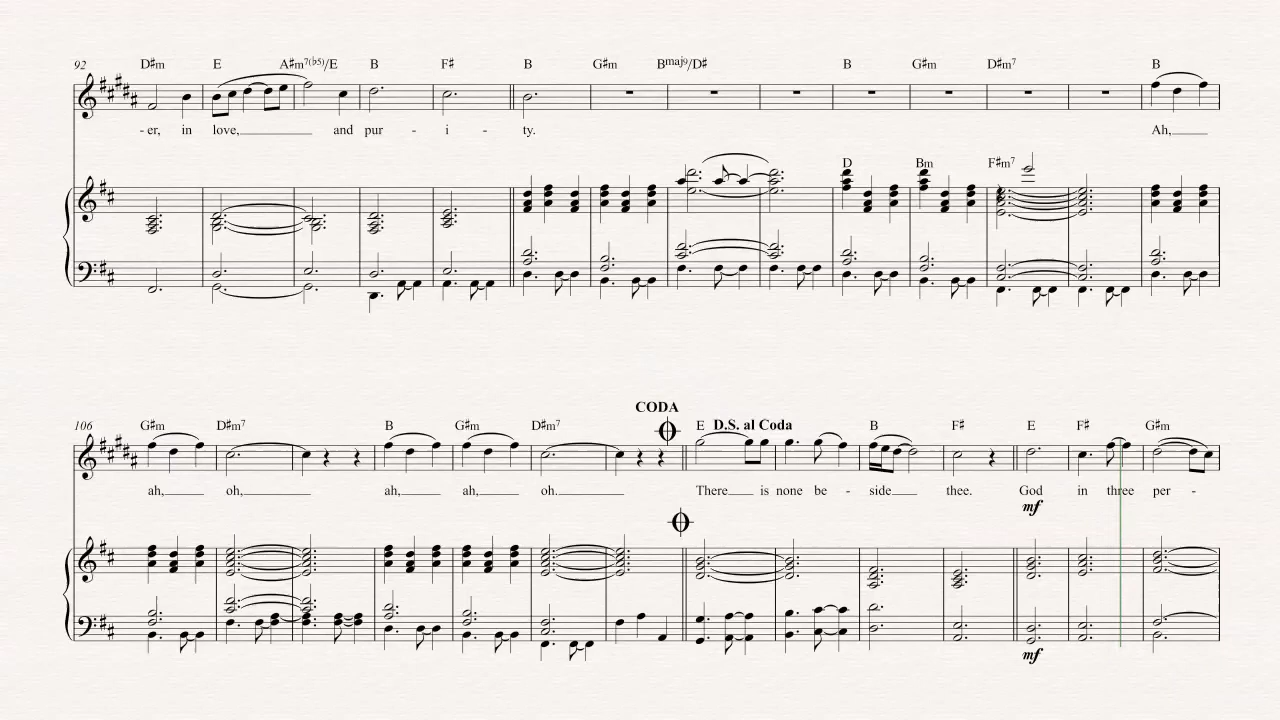 92 D♯m E A♯m7(♭5)/E B F♯ B G♯m Bmaj9/D♯ B G♯m D♯m7 B
- er, in love, and pur - i - ty. Ah,
D Bm F♯m7
CODA
106 G♯m D♯m7 B G♯m D♯m7 E D.S. al Coda B F♯ E F♯ G♯m
ah, oh, ah, ah, oh. There is none be - side thee. God in three per -
mf
mf